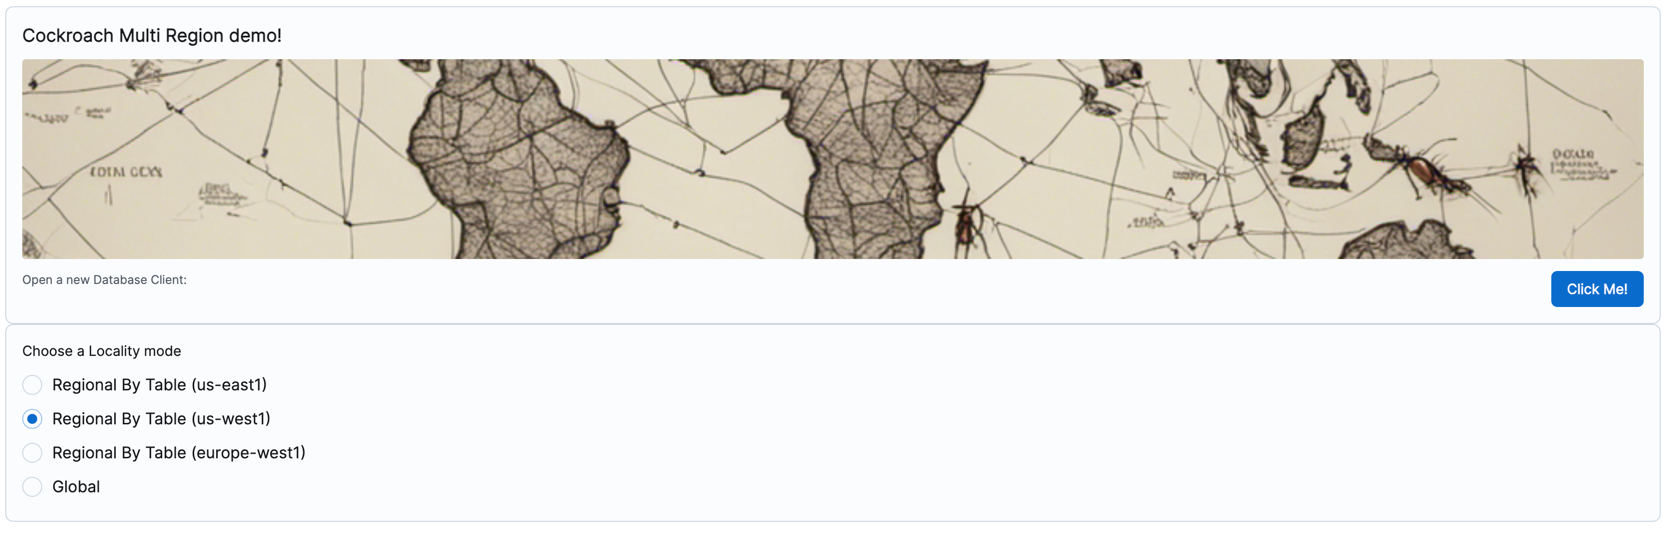 Cockroach Multi Region demo!
Open a new Database Client:
Click Me!
Choose a Locality mode
Regional By Table (us-east1)
Regional By Table (us-west1)
Regional By Table (europe-west1)
Global